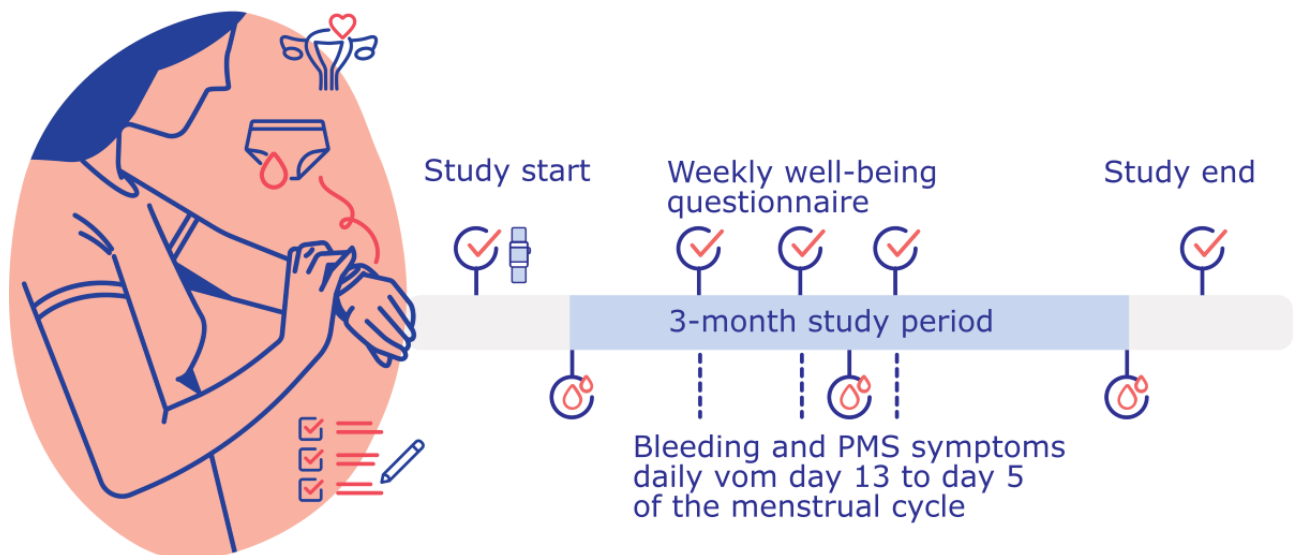 Study start
Weekly well-being
questionnaire
Study end
3-month study period
Bleeding and PMS symptoms
daily vom day 13 to day 5
of the menstrual cycle